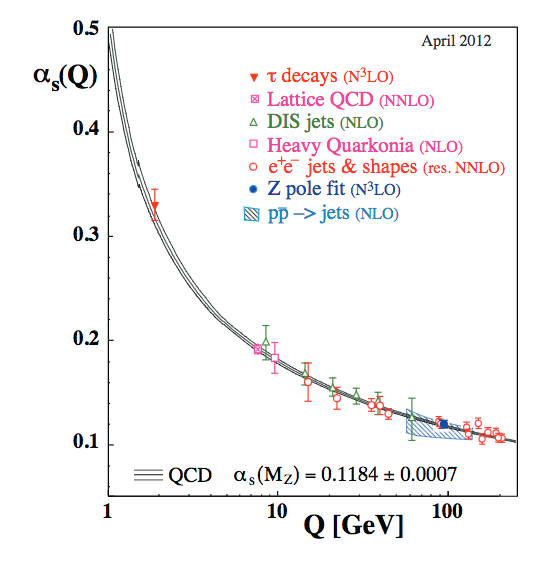 0.5
April 2012
αs(Q)
τ decays (N³LO)
Lattice QCD (NNLO)
DIS jets (NLO)
Heavy Quarkonia (NLO)
e⁺e⁻ jets & shapes (res. NNLO)
Z pole fit (N³LO)
pp̅ –> jets (NLO)
0.4
0.3
0.2
0.1
QCD αs(MZ) = 0.1184 ± 0.0007
1 10 100
Q [GeV]